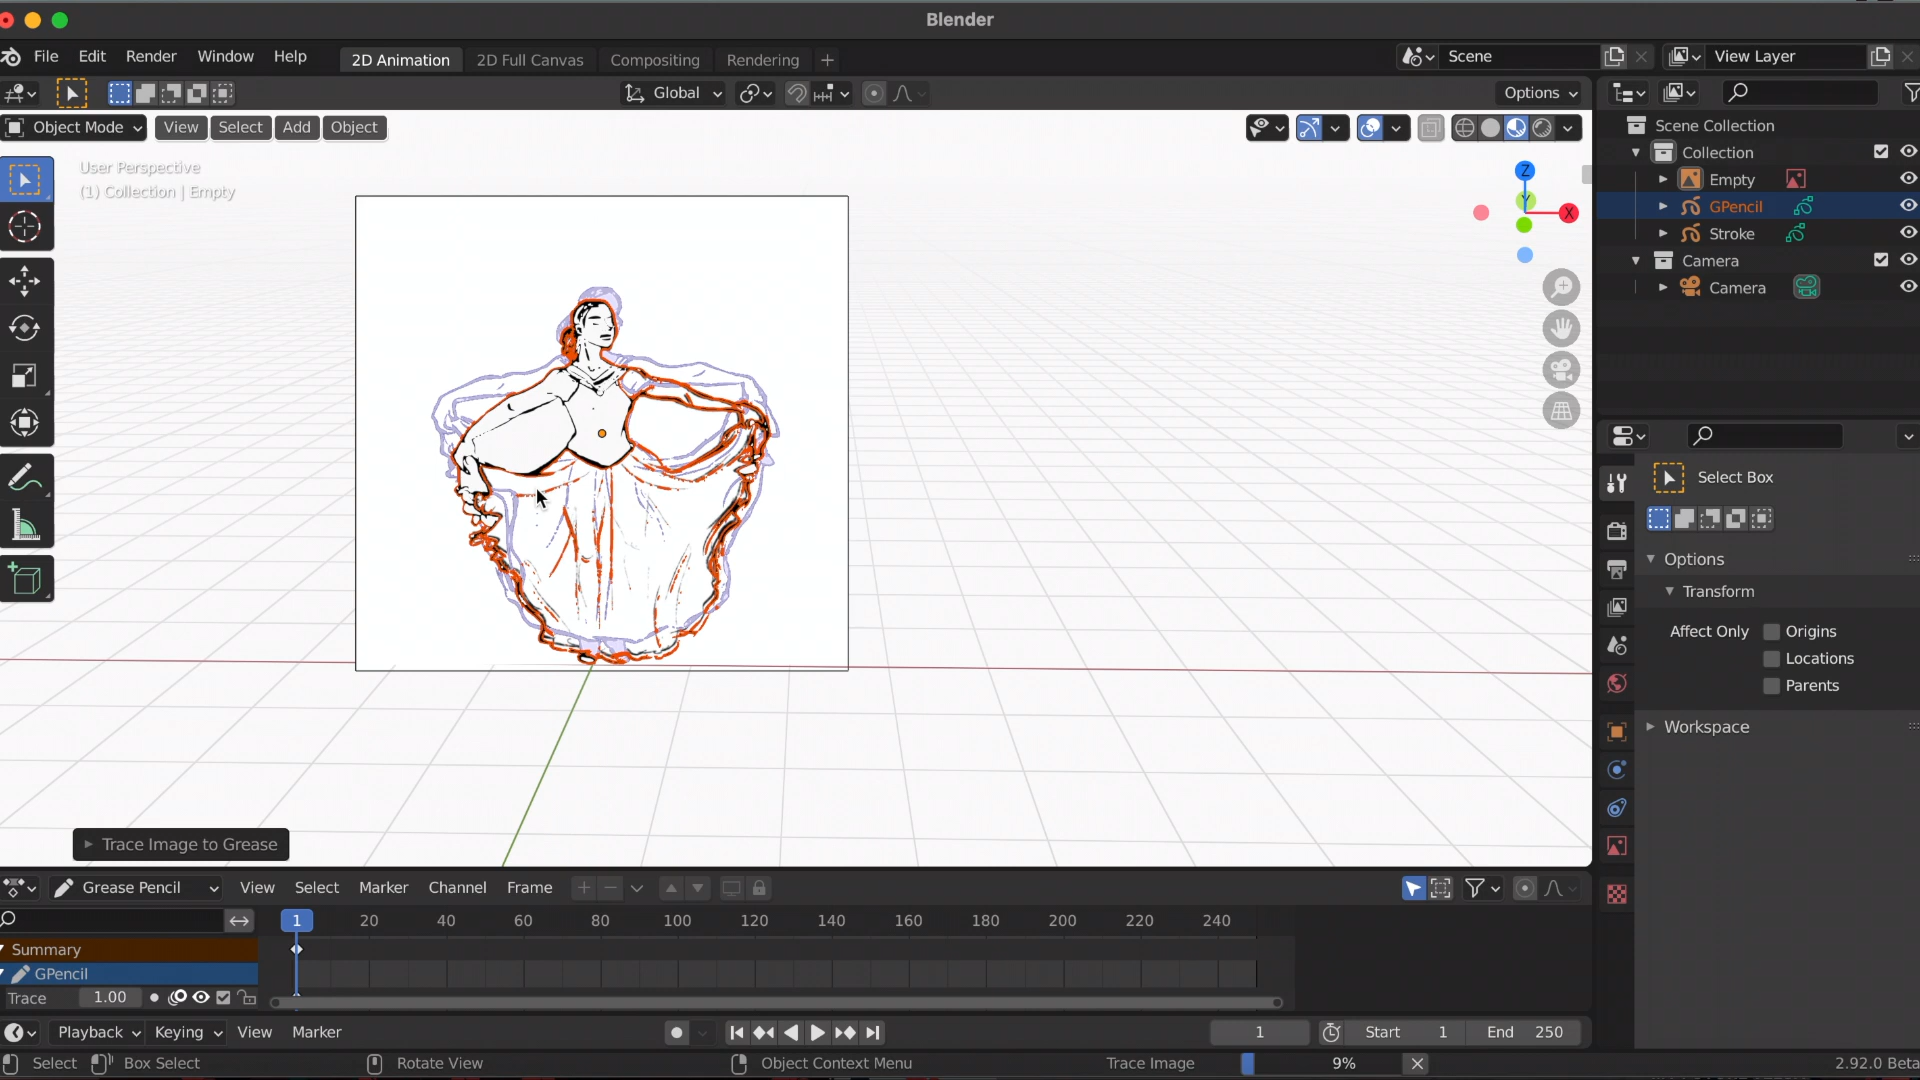 Blender
File Edit Render Window Help 2D Animation 2D Full Canvas Compositing Rendering + Scene View Layer
Global Options
Object Mode View Select Add Object
User Perspective
(1) Collection | Empty
Z
Y
X
Trace Image to Grease
Scene Collection
Collection
Empty
GPencil
Stroke
Camera
Camera
Select Box
Options
Transform
Affect Only Origins
Locations
Parents
Workspace
Grease Pencil View Select Marker Channel Frame
1 20 40 60 80 100 120 140 160 180 200 220 240
Summary
GPencil
Trace 1.00
Playback Keying View Marker 1 Start 1 End 250
Select Box Select Rotate View Object Context Menu Trace Image 9% 2.92.0 Beta